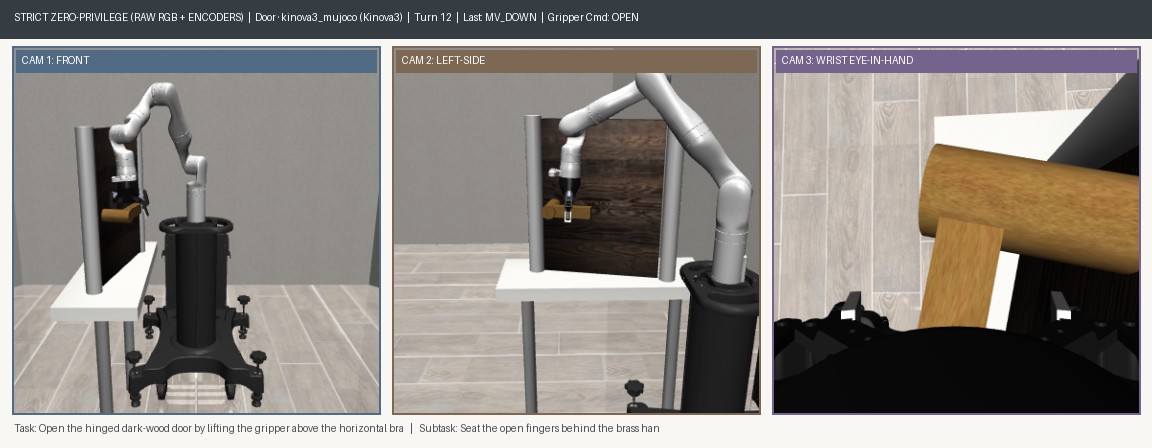 STRICT ZERO-PRIVILEGE (RAW RGB + ENCODERS) | Door · kinova3_mujoco (Kinova3) | Turn 12 | Last MV_DOWN | Gripper Cmd: OPEN
CAM 1: FRONT
CAM 2: LEFT-SIDE
CAM 3: WRIST EYE-IN-HAND
Task: Open the hinged dark-wood door by lifting the gripper above the horizontal bra | Subtask: Seat the open fingers behind the brass han